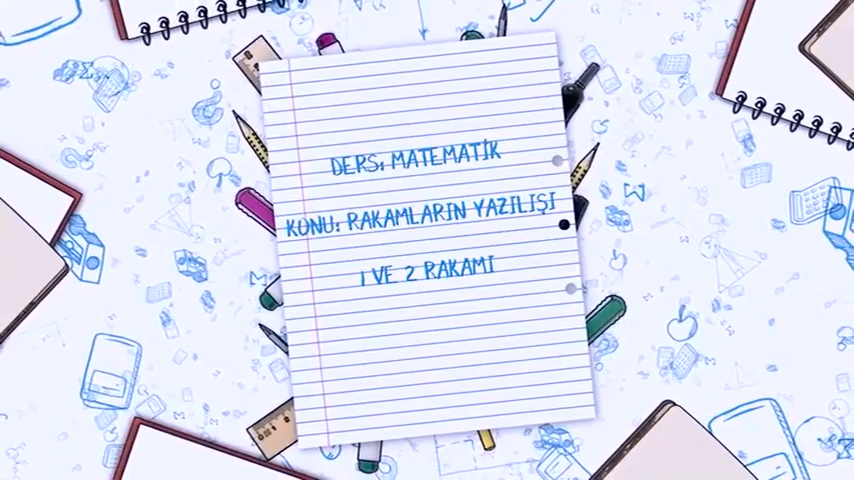 DERS: MATEMATİK
KONU: RAKAMLARIN YAZILIŞI
1 VE 2 RAKAMI